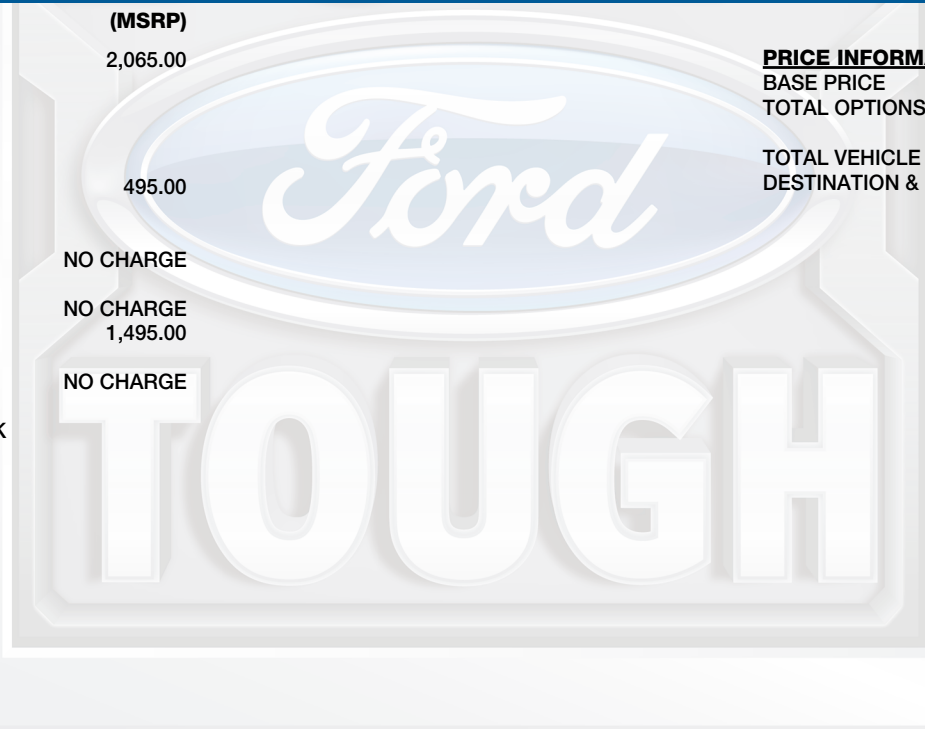 (MSRP)
2,065.00
495.00
NO CHARGE
NO CHARGE
1,495.00
NO CHARGE
K
PRICE INFORMA
BASE PRICE
TOTAL OPTIONS
TOTAL VEHICLE
DESTINATION &
Ford
TOUGH